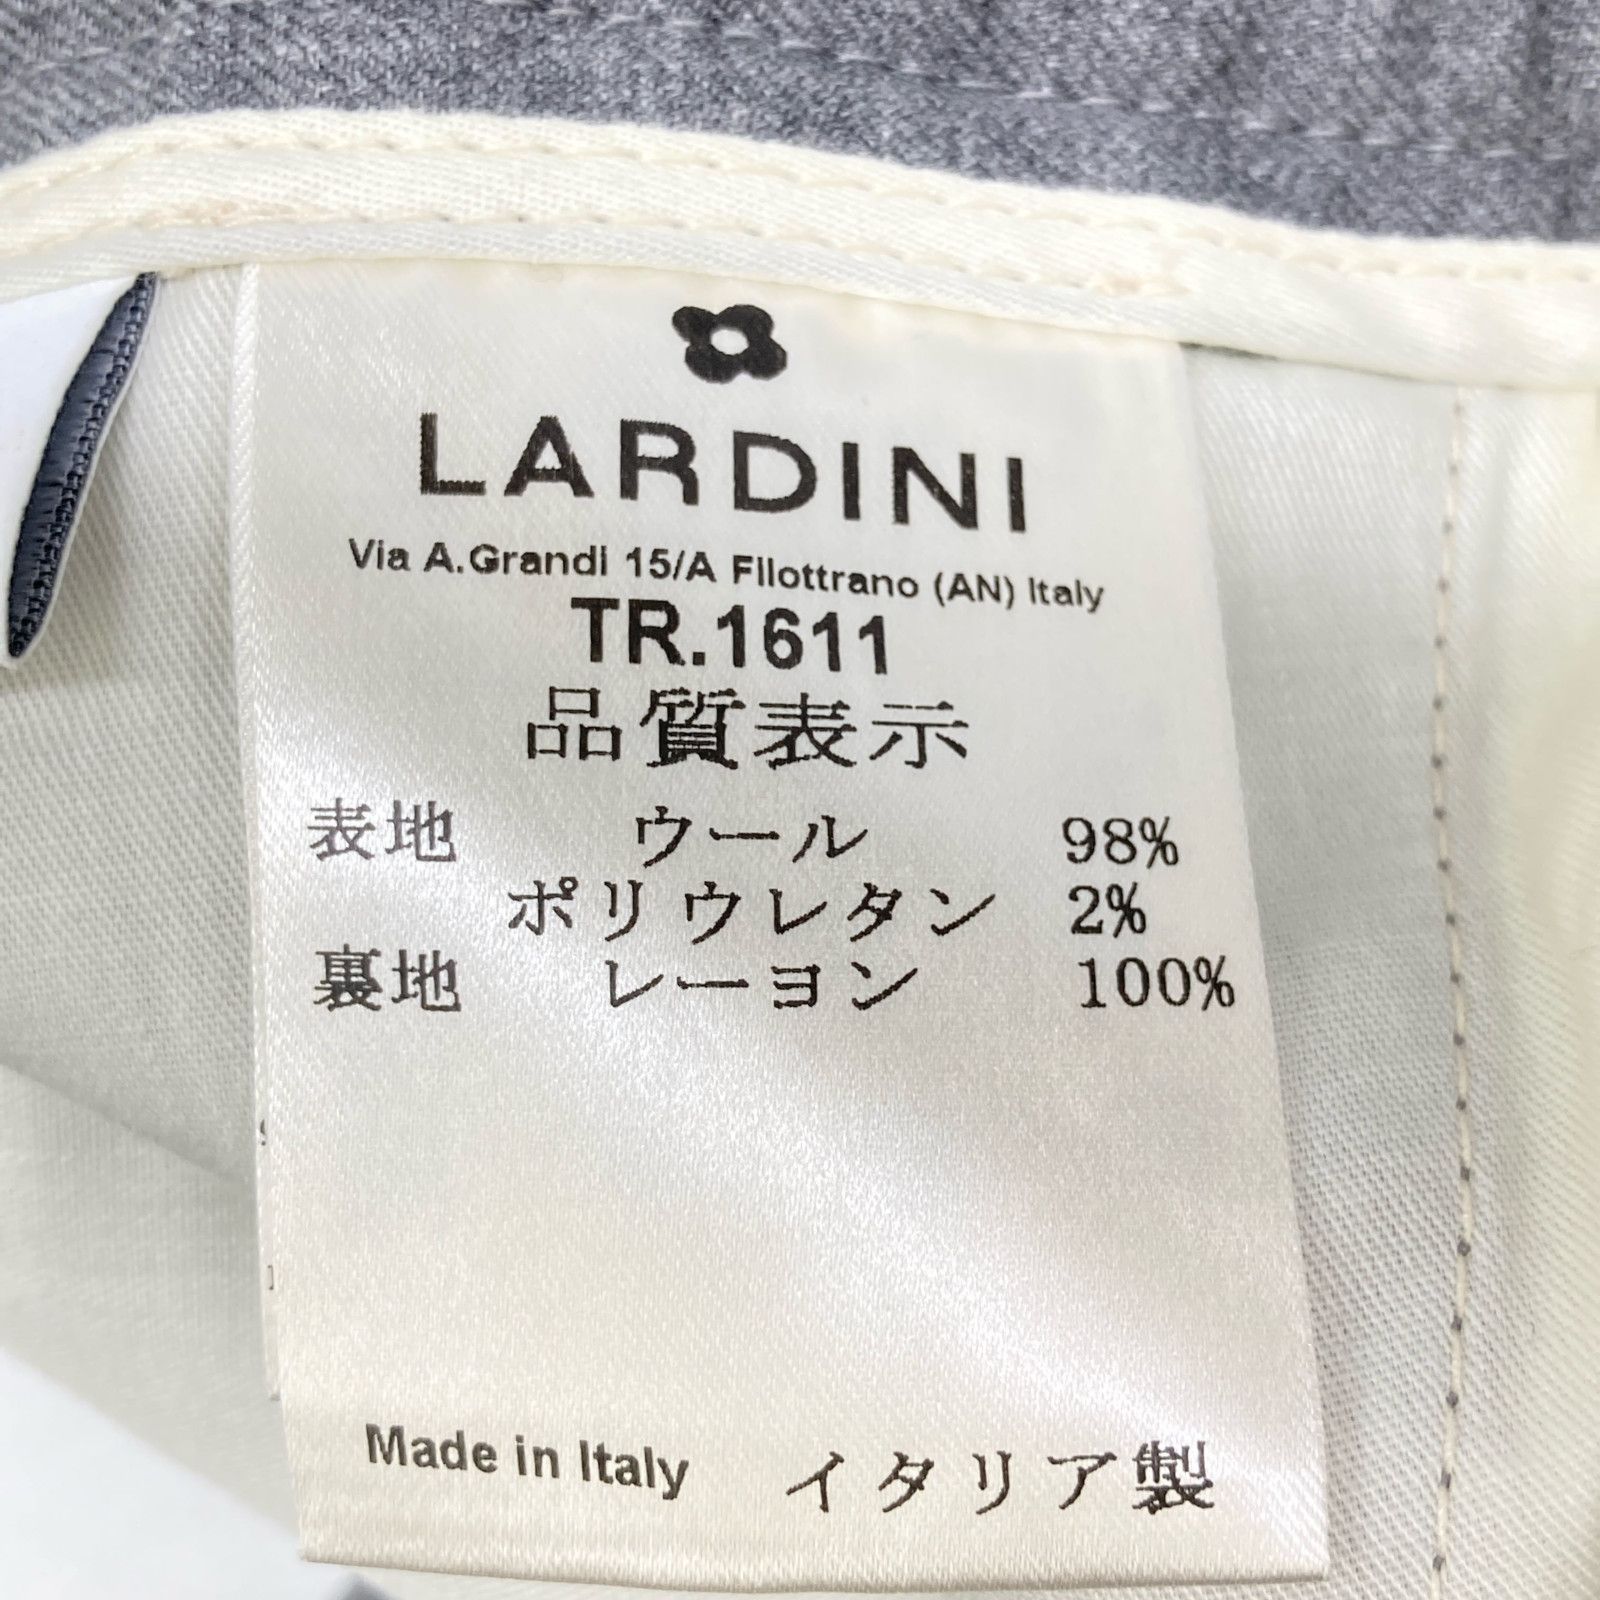 LARDINI
Via A.Grandi 15/A Filottrano (AN) Italy
TR.1611
品質表示
表地 ウール 98%
ポリウレタン 2%
裏地 レーヨン 100%
Made in Italy イタリア製